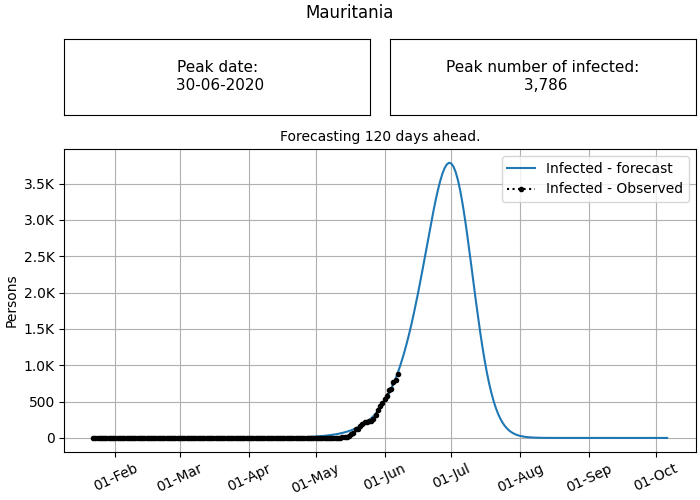 Mauritania
Peak date:
30-06-2020
Peak number of infected:
3,786
Forecasting 120 days ahead.
Infected - forecast
Infected - Observed
Persons
3.5K
3.0K
2.5K
2.0K
1.5K
1.0K
500
0
01-Feb
01-Mar
01-Apr
01-May
01-Jun
01-Jul
01-Aug
01-Sep
01-Oct